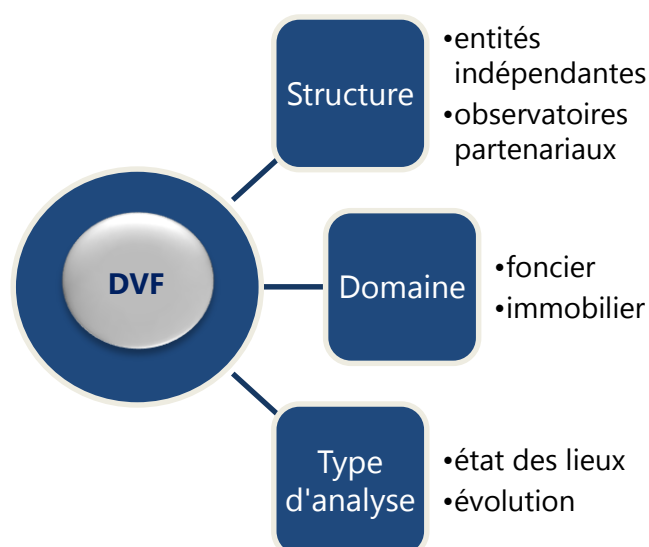 DVF
Structure
•entités
indépendantes
•observatoires
partenariaux
Domaine
•foncier
•immobilier
Type
d'analyse
•état des lieux
•évolution